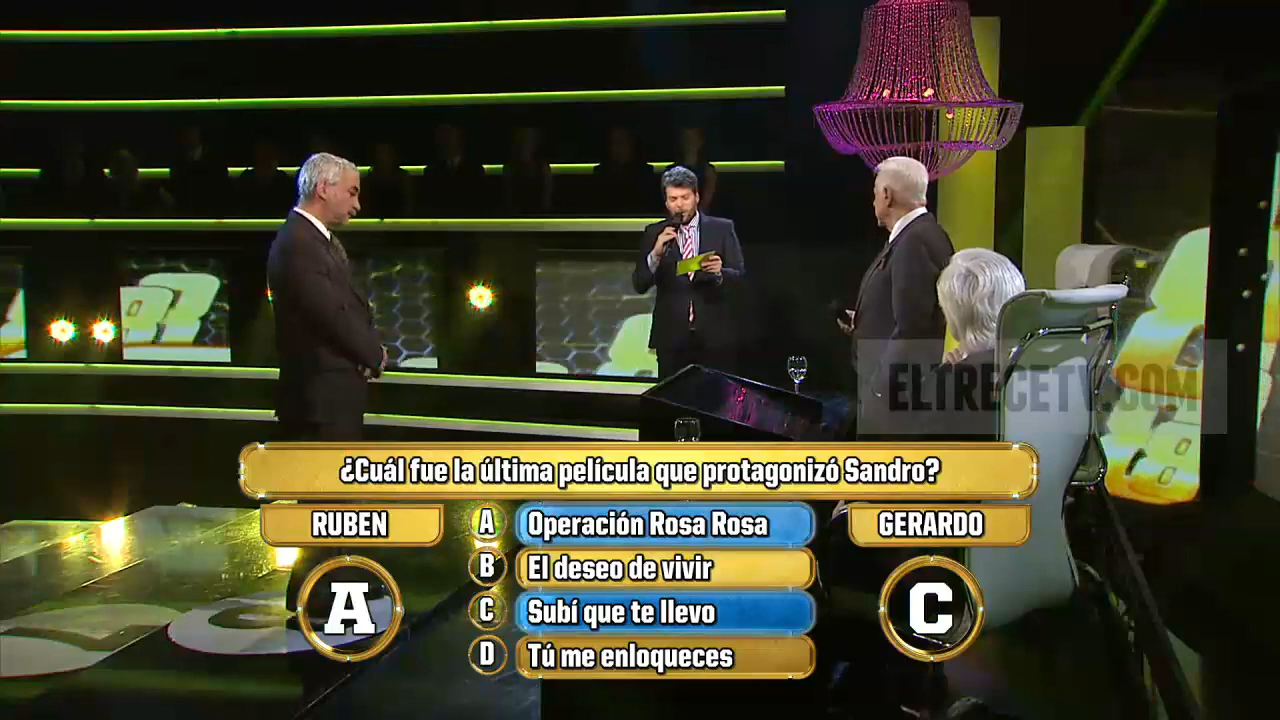 ELTRECETV.COM
¿Cuál fue la última película que protagonizó Sandro?
RUBEN
A
A Operación Rosa Rosa
B El deseo de vivir
C Subí que te llevo
D Tú me enloqueces
GERARDO
C